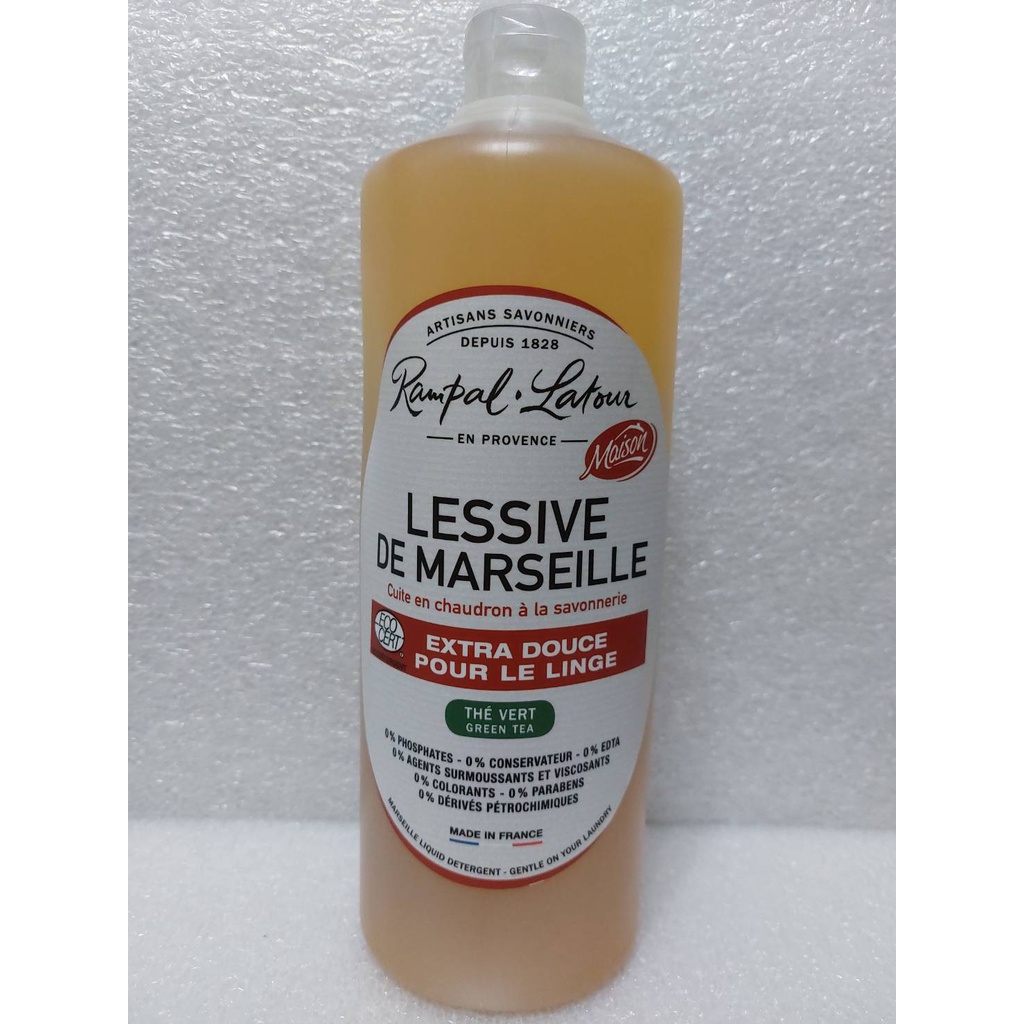 ARTISANS SAVONNIERS
DEPUIS 1828
Rampal · Latour
EN PROVENCE
Maison
LESSIVE
DE MARSEILLE
Cuite en chaudron à la savonnerie
ECO
CERT
EXTRA DOUCE
POUR LE LINGE
THÉ VERT
GREEN TEA
0% PHOSPHATES - 0% CONSERVATEUR - 0% EDTA
0% AGENTS SURMOUSSANTS ET VISCOSANTS
0% COLORANTS - 0% PARABENS
0% DÉRIVÉS PÉTROCHIMIQUES
MADE IN FRANCE
MARSEILLE LIQUID DETERGENT - GENTLE ON YOUR LAUNDRY